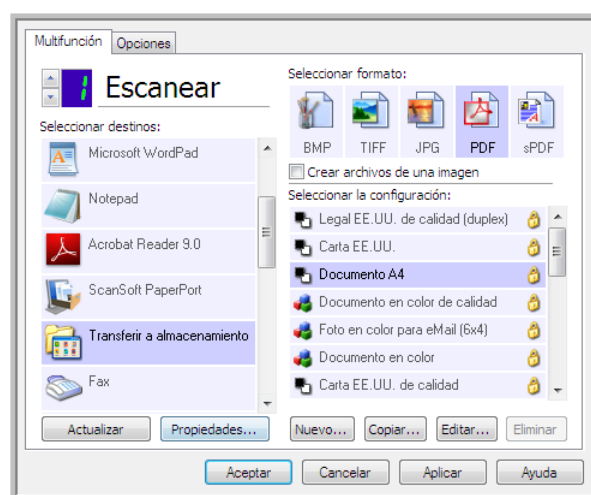 Multifunción
Opciones
1
Escanear
Seleccionar destinos:
Microsoft WordPad
Notepad
Acrobat Reader 9.0
ScanSoft PaperPort
Transferir a almacenamiento
Fax
Actualizar
Propiedades...
Seleccionar formato:
BMP
TIFF
JPG
PDF
sPDF
Crear archivos de una imagen
Seleccionar la configuración:
Legal EE.UU. de calidad (duplex)
Carta EE.UU.
Documento A4
Documento en color de calidad
Foto en color para eMail (6x4)
Documento en color
Carta EE.UU. de calidad
Nuevo...
Copiar...
Editar...
Eliminar
Aceptar
Cancelar
Aplicar
Ayuda